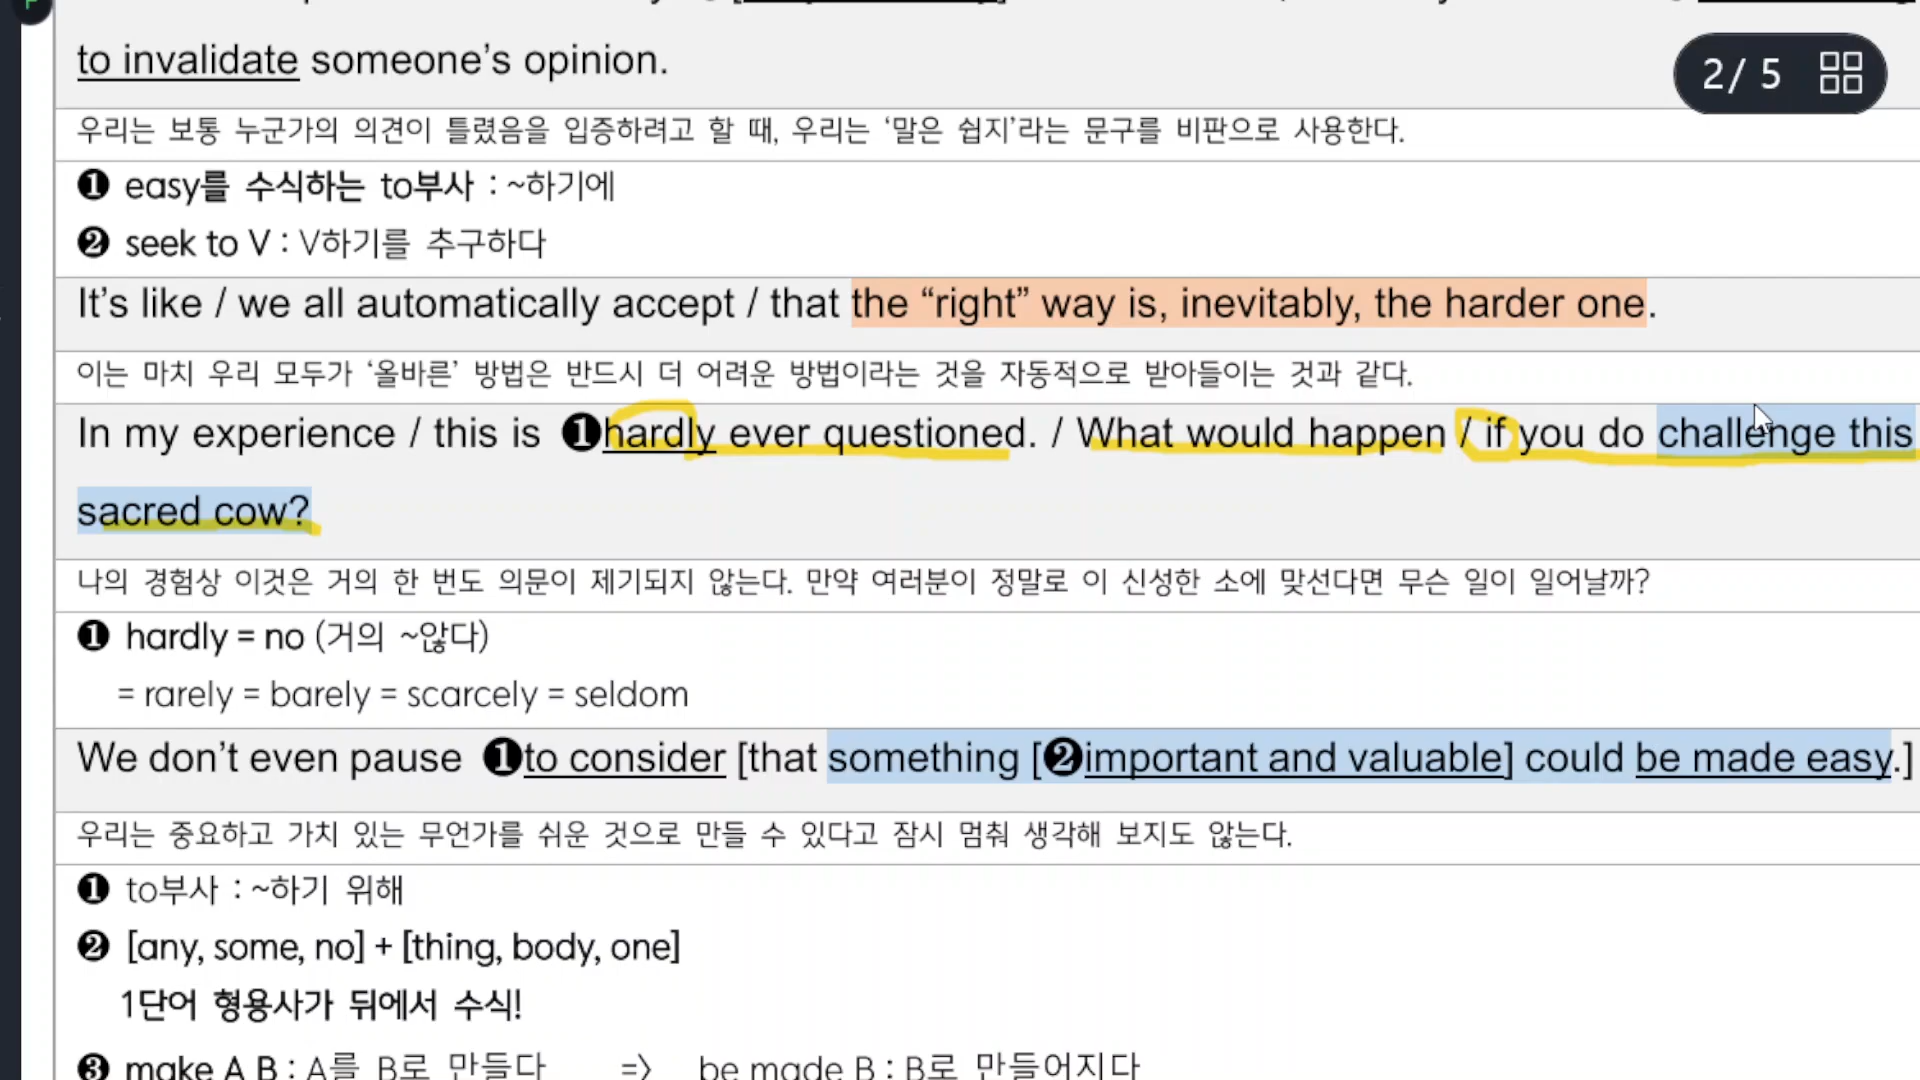 to invalidate someone’s opinion.
2/ 5
우리는 보통 누군가의 의견이 틀렸음을 입증하려고 할 때, 우리는 ‘말은 쉽지’라는 문구를 비판으로 사용한다.
❶ easy를 수식하는 to부사 : ~하기에
❷ seek to V : V하기를 추구하다
It’s like / we all automatically accept / that the “right” way is, inevitably, the harder one.
이는 마치 우리 모두가 ‘올바른’ 방법은 반드시 더 어려운 방법이라는 것을 자동적으로 받아들이는 것과 같다.
In my experience / this is ❶hardly ever questioned. / What would happen / if you do challenge this
sacred cow?
나의 경험상 이것은 거의 한 번도 의문이 제기되지 않는다. 만약 여러분이 정말로 이 신성한 소에 맞선다면 무슨 일이 일어날까?
❶ hardly = no (거의 ~않다)
= rarely = barely = scarcely = seldom
We don’t even pause ❶to consider [that something [❷important and valuable] could be made easy.]
우리는 중요하고 가치 있는 무언가를 쉬운 것으로 만들 수 있다고 잠시 멈춰 생각해 보지도 않는다.
❶ to부사 : ~하기 위해
❷ [any, some, no] + [thing, body, one]
1단어 형용사가 뒤에서 수식!
❸ make A B : A를 B로 만들다 => be made B : B로 만들어지다